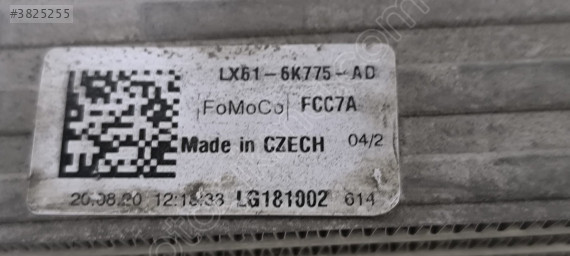 #3825255
LX61-6K775-AD
FoMoCo FCC7A
Made in CZECH 04/2
20.08.20 12:18:33 LG181002 614